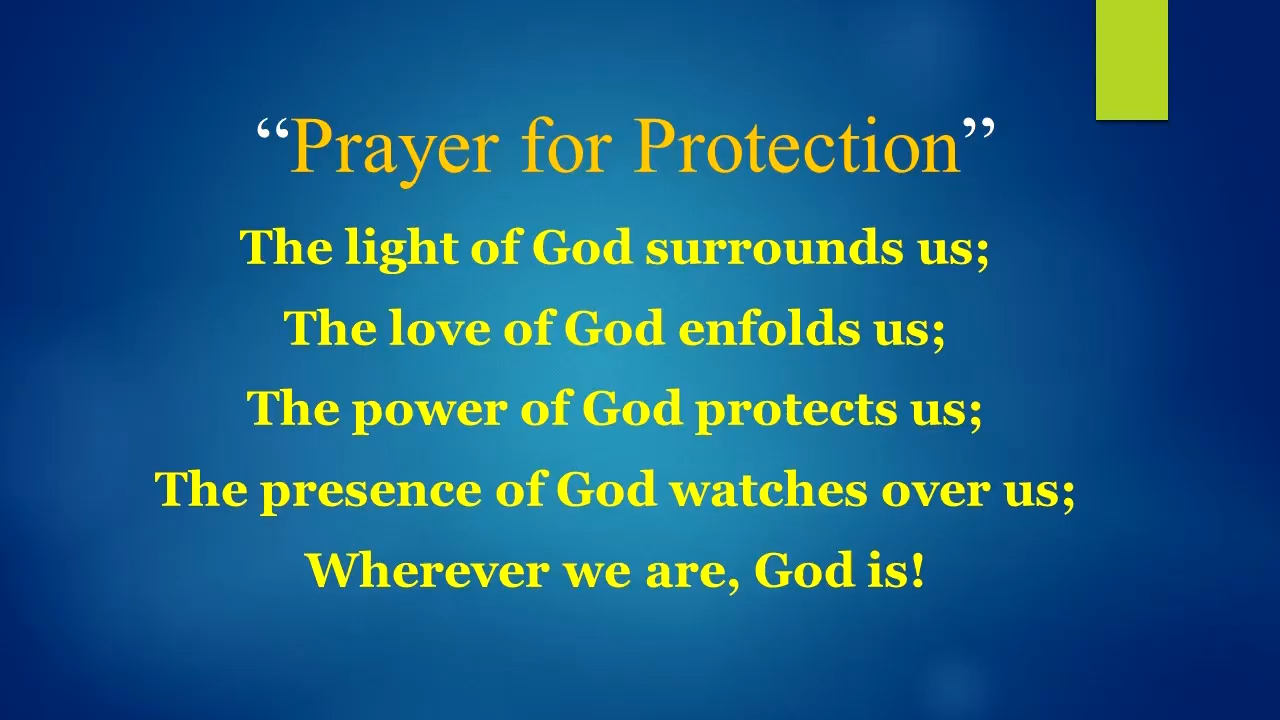 “Prayer for Protection”
The light of God surrounds us;
The love of God enfolds us;
The power of God protects us;
The presence of God watches over us;
Wherever we are, God is!